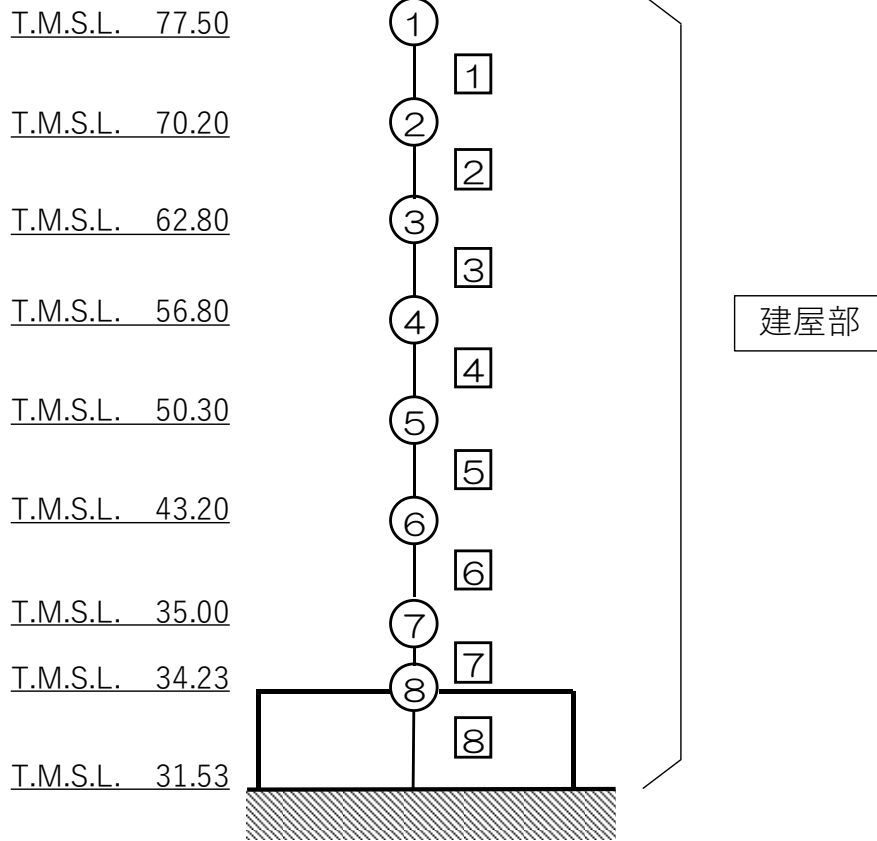 T.M.S.L. 77.50 ①
1
T.M.S.L. 70.20 ②
2
T.M.S.L. 62.80 ③
3
T.M.S.L. 56.80 ④
建屋部
4
T.M.S.L. 50.30 ⑤
5
T.M.S.L. 43.20 ⑥
6
T.M.S.L. 35.00 ⑦
7
T.M.S.L. 34.23 ⑧
8
T.M.S.L. 31.53